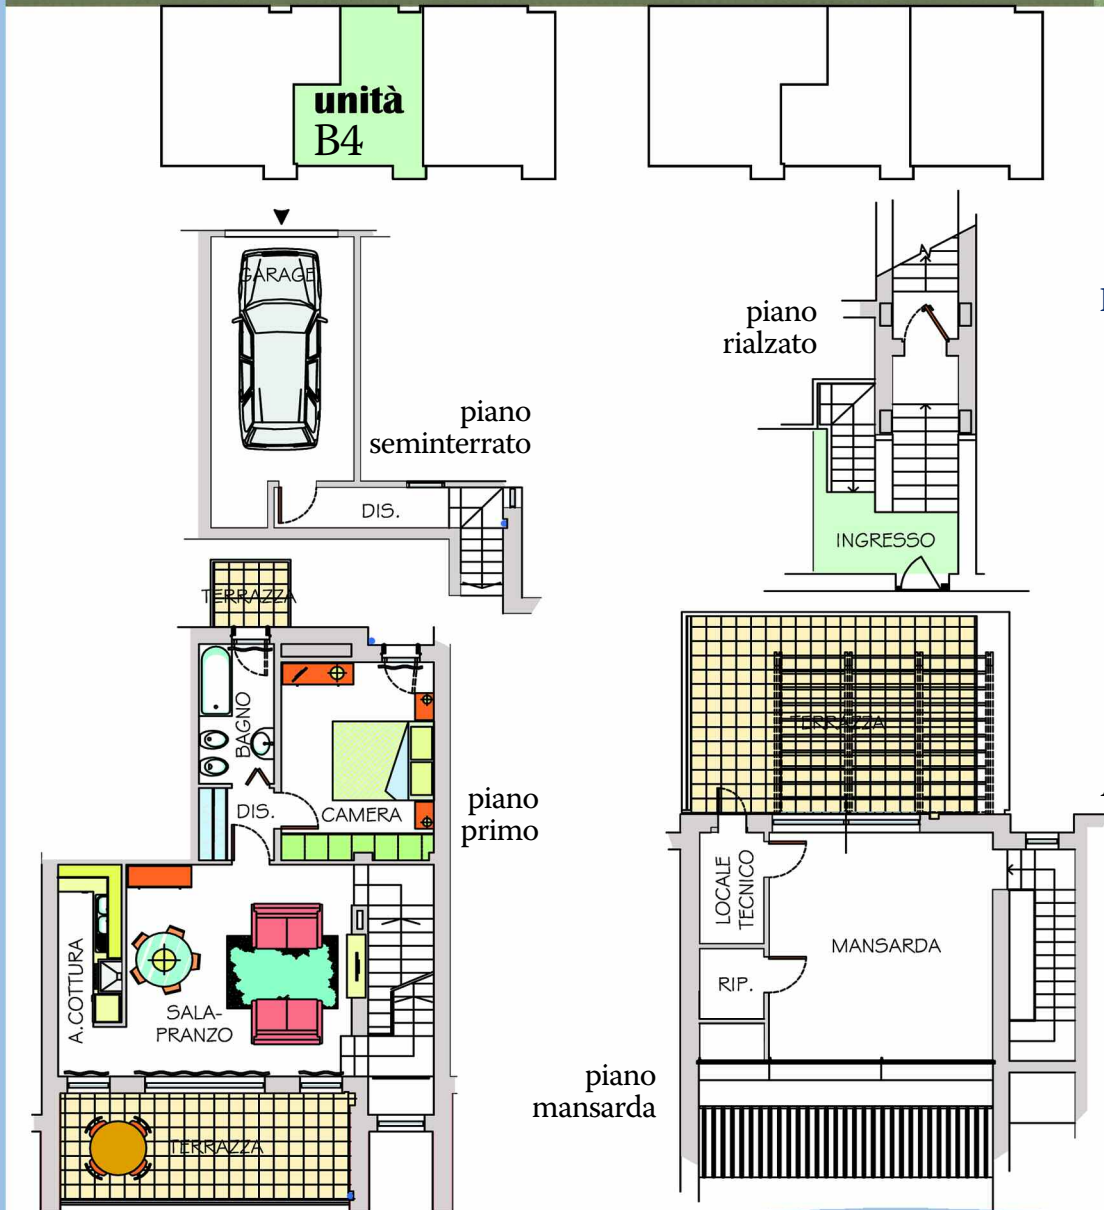 unità
B4
GARAGE
piano
seminterrato
DIS.
piano
rialzato
INGRESSO
TERRAZZA
BAGNO
DIS.
CAMERA
piano
primo
A.COTTURA
SALA-
PRANZO
TERRAZZA
TERRAZZA
LOCALE
TECNICO
MANSARDA
RIP.
piano
mansarda